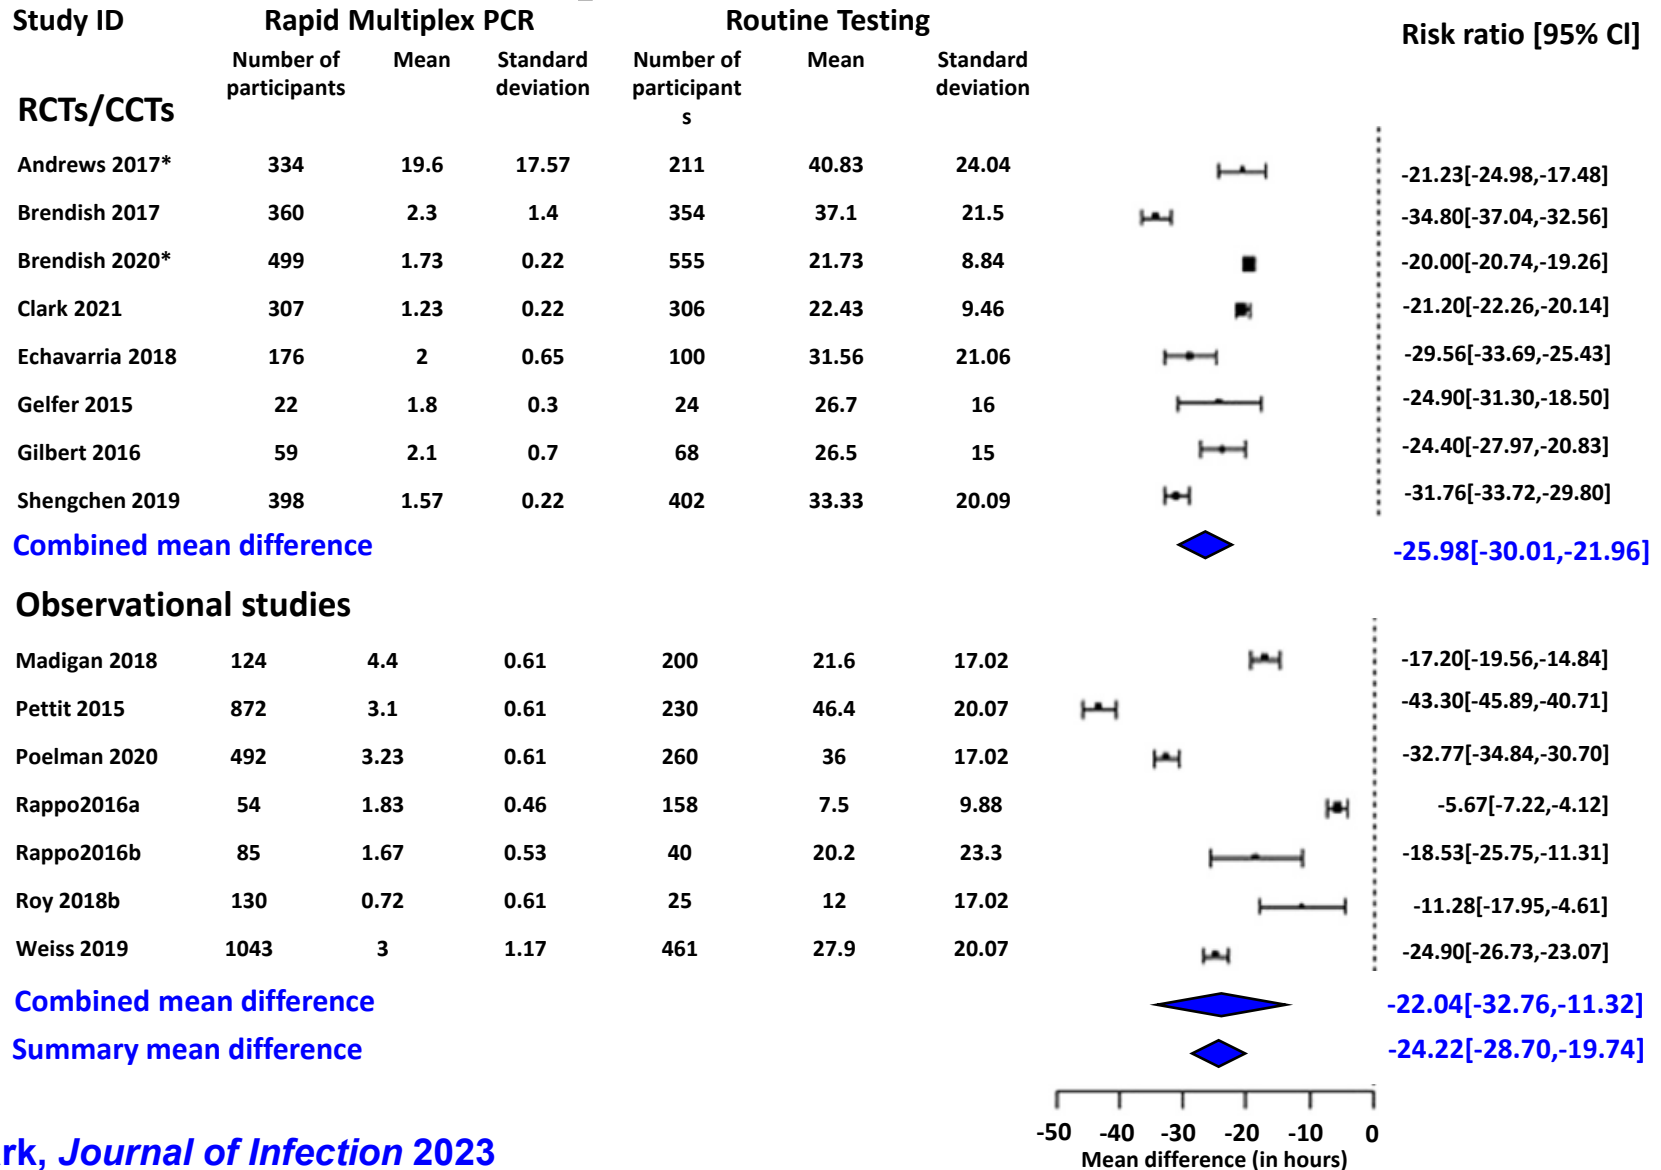 Study ID Rapid Multiplex PCR Routine Testing Risk ratio [95% CI]
Number of participants Mean Standard deviation Number of participant s Mean Standard deviation
RCTs/CCTs
Andrews 2017* 334 19.6 17.57 211 40.83 24.04 -21.23[-24.98,-17.48]
Brendish 2017 360 2.3 1.4 354 37.1 21.5 -34.80[-37.04,-32.56]
Brendish 2020* 499 1.73 0.22 555 21.73 8.84 -20.00[-20.74,-19.26]
Clark 2021 307 1.23 0.22 306 22.43 9.46 -21.20[-22.26,-20.14]
Echavarria 2018 176 2 0.65 100 31.56 21.06 -29.56[-33.69,-25.43]
Gelfer 2015 22 1.8 0.3 24 26.7 16 -24.90[-31.30,-18.50]
Gilbert 2016 59 2.1 0.7 68 26.5 15 -24.40[-27.97,-20.83]
Shengchen 2019 398 1.57 0.22 402 33.33 20.09 -31.76[-33.72,-29.80]
Combined mean difference -25.98[-30.01,-21.96]
Observational studies
Madigan 2018 124 4.4 0.61 200 21.6 17.02 -17.20[-19.56,-14.84]
Pettit 2015 872 3.1 0.61 230 46.4 20.07 -43.30[-45.89,-40.71]
Poelman 2020 492 3.23 0.61 260 36 17.02 -32.77[-34.84,-30.70]
Rappo2016a 54 1.83 0.46 158 7.5 9.88 -5.67[-7.22,-4.12]
Rappo2016b 85 1.67 0.53 40 20.2 23.3 -18.53[-25.75,-11.31]
Roy 2018b 130 0.72 0.61 25 12 17.02 -11.28[-17.95,-4.61]
Weiss 2019 1043 3 1.17 461 27.9 20.07 -24.90[-26.73,-23.07]
Combined mean difference -22.04[-32.76,-11.32]
Summary mean difference -24.22[-28.70,-19.74]
-50 -40 -30 -20 -10 0
Mean difference (in hours)
rk, Journal of Infection 2023